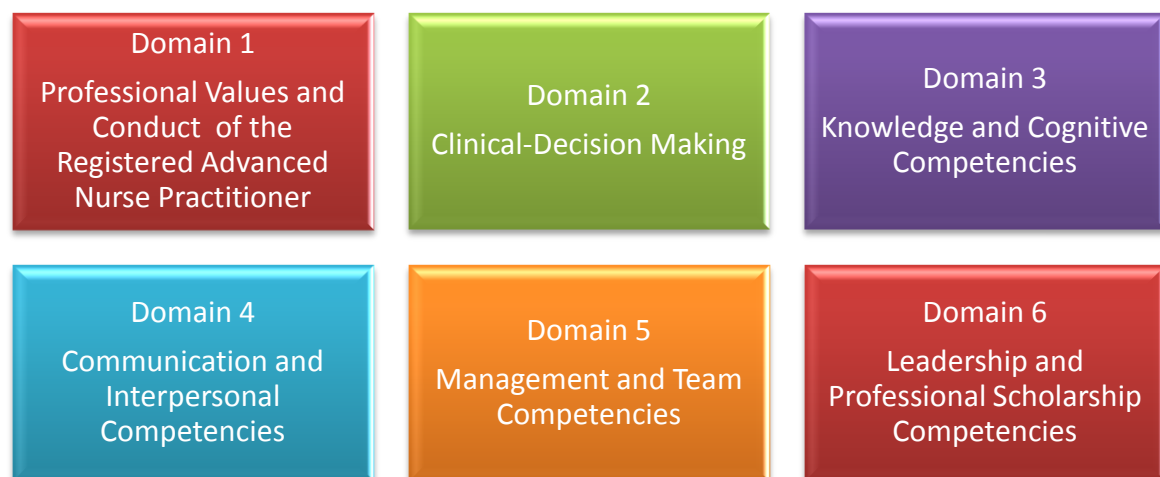 Domain 1
Professional Values and
Conduct of the
Registered Advanced
Nurse Practitioner
Domain 2
Clinical-Decision Making
Domain 3
Knowledge and Cognitive
Competencies
Domain 4
Communication and
Interpersonal
Competencies
Domain 5
Management and Team
Competencies
Domain 6
Leadership and
Professional Scholarship
Competencies